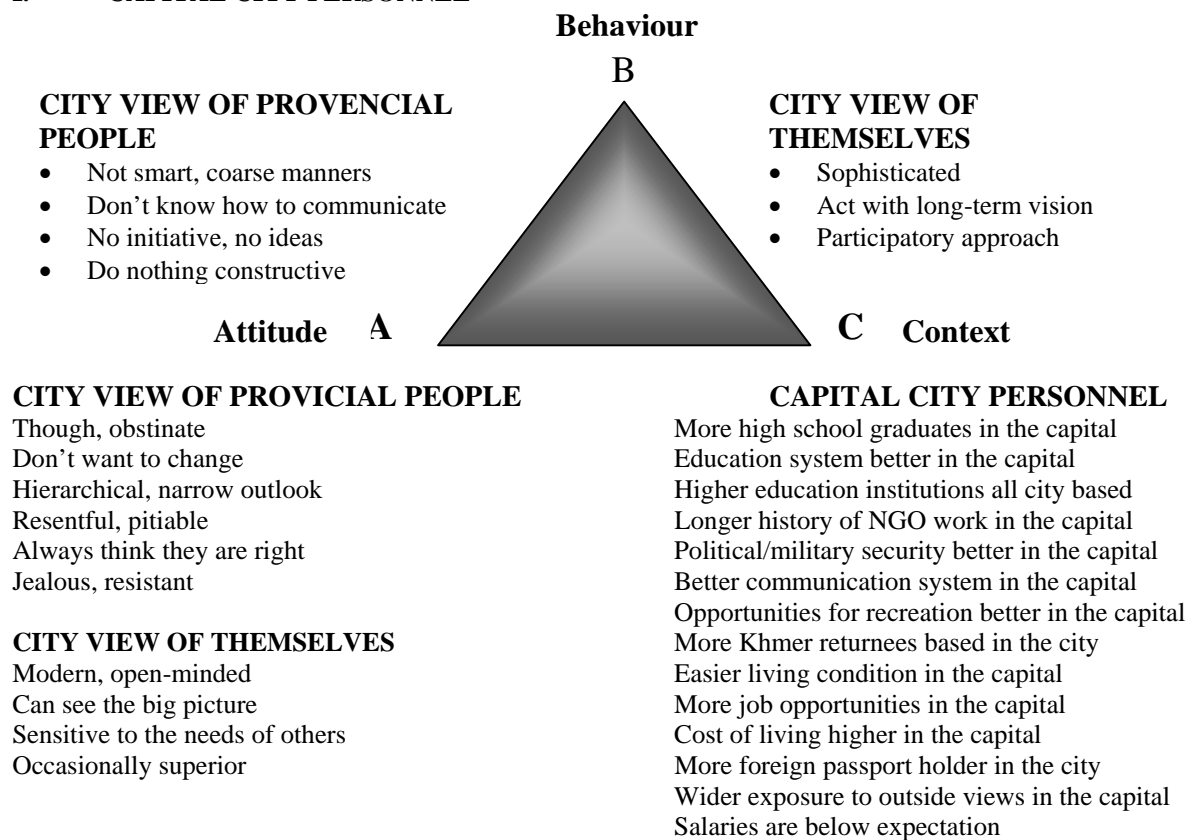 I. CAPITAL CITY PERSONNEL
Behaviour
B
CITY VIEW OF PROVENCIAL
PEOPLE
• Not smart, coarse manners
• Don’t know how to communicate
• No initiative, no ideas
• Do nothing constructive
CITY VIEW OF
THEMSELVES
• Sophisticated
• Act with long-term vision
• Participatory approach
Attitude A
C Context
CITY VIEW OF PROVICIAL PEOPLE
Though, obstinate
Don’t want to change
Hierarchical, narrow outlook
Resentful, pitiable
Always think they are right
Jealous, resistant
CITY VIEW OF THEMSELVES
Modern, open-minded
Can see the big picture
Sensitive to the needs of others
Occasionally superior
CAPITAL CITY PERSONNEL
More high school graduates in the capital
Education system better in the capital
Higher education institutions all city based
Longer history of NGO work in the capital
Political/military security better in the capital
Better communication system in the capital
Opportunities for recreation better in the capital
More Khmer returnees based in the city
Easier living condition in the capital
More job opportunities in the capital
Cost of living higher in the capital
More foreign passport holder in the city
Wider exposure to outside views in the capital
Salaries are below expectation